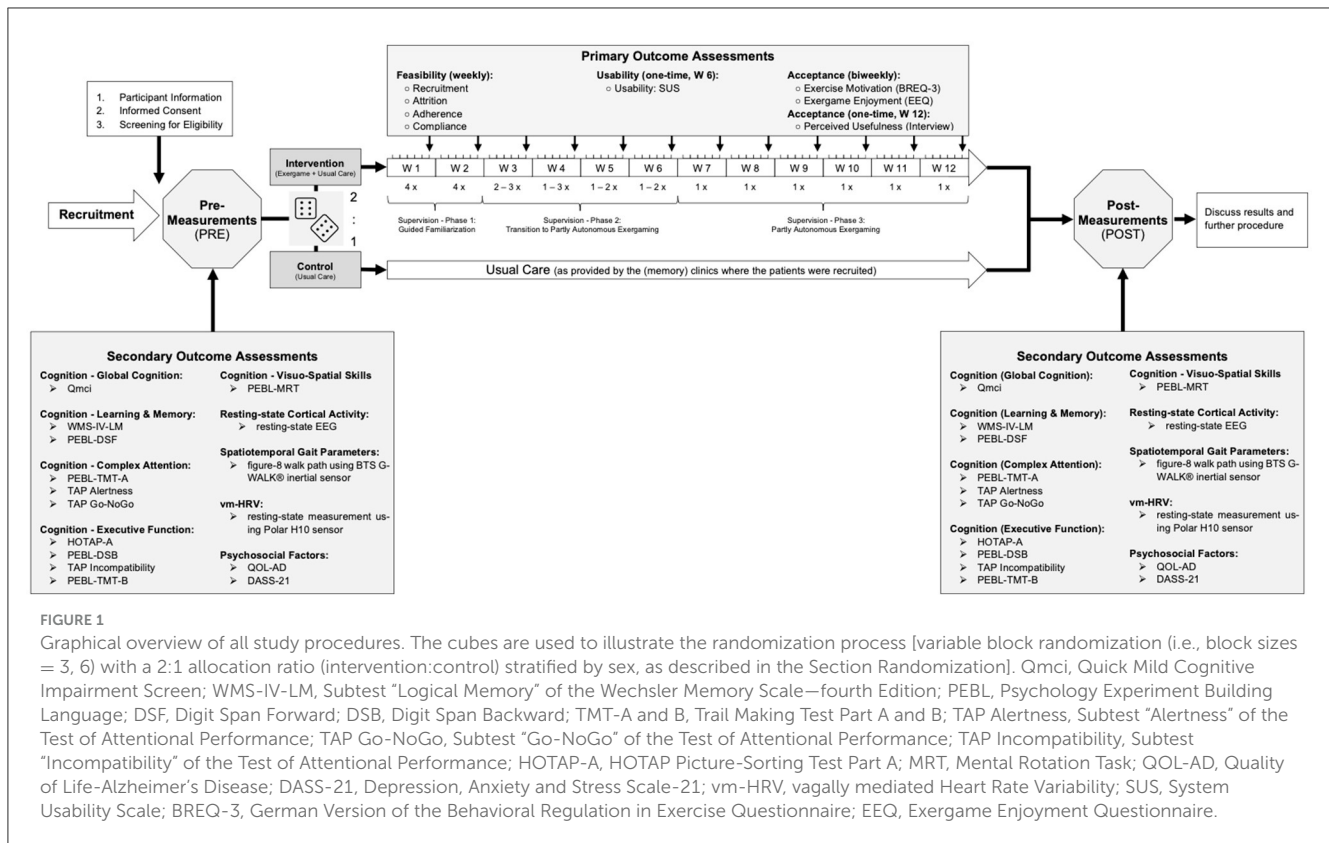 1. Participant Information
2. Informed Consent
3. Screening for Eligibility
Recruitment
Pre-
Measurements
(PRE)
Intervention
(Exergame + Usual Care)
2
:
1
Control
(Usual Care)
Primary Outcome Assessments
Feasibility (weekly):
○ Recruitment
○ Attrition
○ Adherence
○ Compliance
Usability (one-time, W 6):
○ Usability: SUS
Acceptance (biweekly):
○ Exercise Motivation (BREQ-3)
○ Exergame Enjoyment (EEQ)
Acceptance (one-time, W 12):
○ Perceived Usefulness (Interview)
W 1 W 2 W 3 W 4 W 5 W 6 W 7 W 8 W 9 W 10 W 11 W 12
4 x 4 x 2 – 3 x 1 – 3 x 1 – 2 x 1 – 2 x 1 x 1 x 1 x 1 x 1 x 1 x
Supervision - Phase 1:
Guided Familiarization
Supervision - Phase 2:
Transition to Partly Autonomous Exergaming
Supervision - Phase 3:
Partly Autonomous Exergaming
Usual Care (as provided by the (memory) clinics where the patients were recruited)
Post-
Measurements
(POST)
Discuss results and
further procedure
Secondary Outcome Assessments
Cognition - Global Cognition:
➢ Qmci
Cognition - Learning & Memory:
➢ WMS-IV-LM
➢ PEBL-DSF
Cognition - Complex Attention:
➢ PEBL-TMT-A
➢ TAP Alertness
➢ TAP Go-NoGo
Cognition - Executive Function:
➢ HOTAP-A
➢ PEBL-DSB
➢ TAP Incompatibility
➢ PEBL-TMT-B
Cognition - Visuo-Spatial Skills
➢ PEBL-MRT
Resting-state Cortical Activity:
➢ resting-state EEG
Spatiotemporal Gait Parameters:
➢ figure-8 walk path using BTS G-
WALK® inertial sensor
vm-HRV:
➢ resting-state measurement us-
ing Polar H10 sensor
Psychosocial Factors:
➢ QOL-AD
➢ DASS-21
Secondary Outcome Assessments
Cognition (Global Cognition):
➢ Qmci
Cognition (Learning & Memory):
➢ WMS-IV-LM
➢ PEBL-DSF
Cognition (Complex Attention):
➢ PEBL-TMT-A
➢ TAP Alertness
➢ TAP Go-NoGo
Cognition (Executive Function):
➢ HOTAP-A
➢ PEBL-DSB
➢ TAP Incompatibility
➢ PEBL-TMT-B
Cognition - Visuo-Spatial Skills
➢ PEBL-MRT
Resting-state Cortical Activity:
➢ resting-state EEG
Spatiotemporal Gait Parameters:
➢ figure-8 walk path using BTS G-
WALK® inertial sensor
vm-HRV:
➢ resting-state measurement us-
ing Polar H10 sensor
Psychosocial Factors:
➢ QOL-AD
➢ DASS-21
FIGURE 1
Graphical overview of all study procedures. The cubes are used to illustrate the randomization process [variable block randomization (i.e., block sizes
= 3, 6) with a 2:1 allocation ratio (intervention:control) stratified by sex, as described in the Section Randomization]. Qmci, Quick Mild Cognitive
Impairment Screen; WMS-IV-LM, Subtest “Logical Memory” of the Wechsler Memory Scale—fourth Edition; PEBL, Psychology Experiment Building
Language; DSF, Digit Span Forward; DSB, Digit Span Backward; TMT-A and B, Trail Making Test Part A and B; TAP Alertness, Subtest “Alertness” of the
Test of Attentional Performance; TAP Go-NoGo, Subtest “Go-NoGo” of the Test of Attentional Performance; TAP Incompatibility, Subtest
“Incompatibility” of the Test of Attentional Performance; HOTAP-A, HOTAP Picture-Sorting Test Part A; MRT, Mental Rotation Task; QOL-AD, Quality
of Life-Alzheimer’s Disease; DASS-21, Depression, Anxiety and Stress Scale-21; vm-HRV, vagally mediated Heart Rate Variability; SUS, System
Usability Scale; BREQ-3, German Version of the Behavioral Regulation in Exercise Questionnaire; EEQ, Exergame Enjoyment Questionnaire.